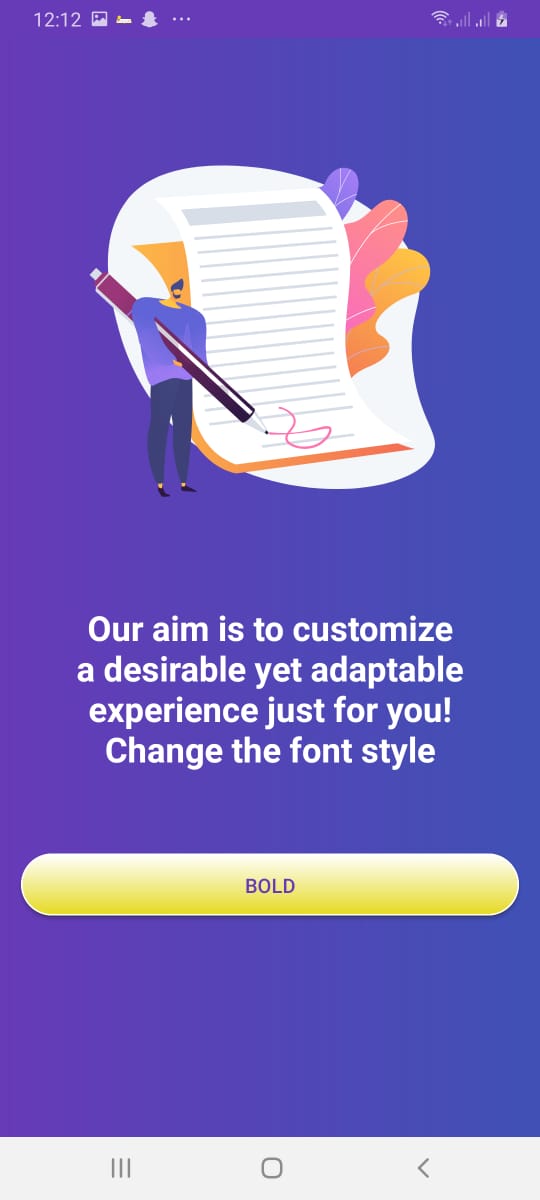 12:12
Our aim is to customize
a desirable yet adaptable
experience just for you!
Change the font style
BOLD